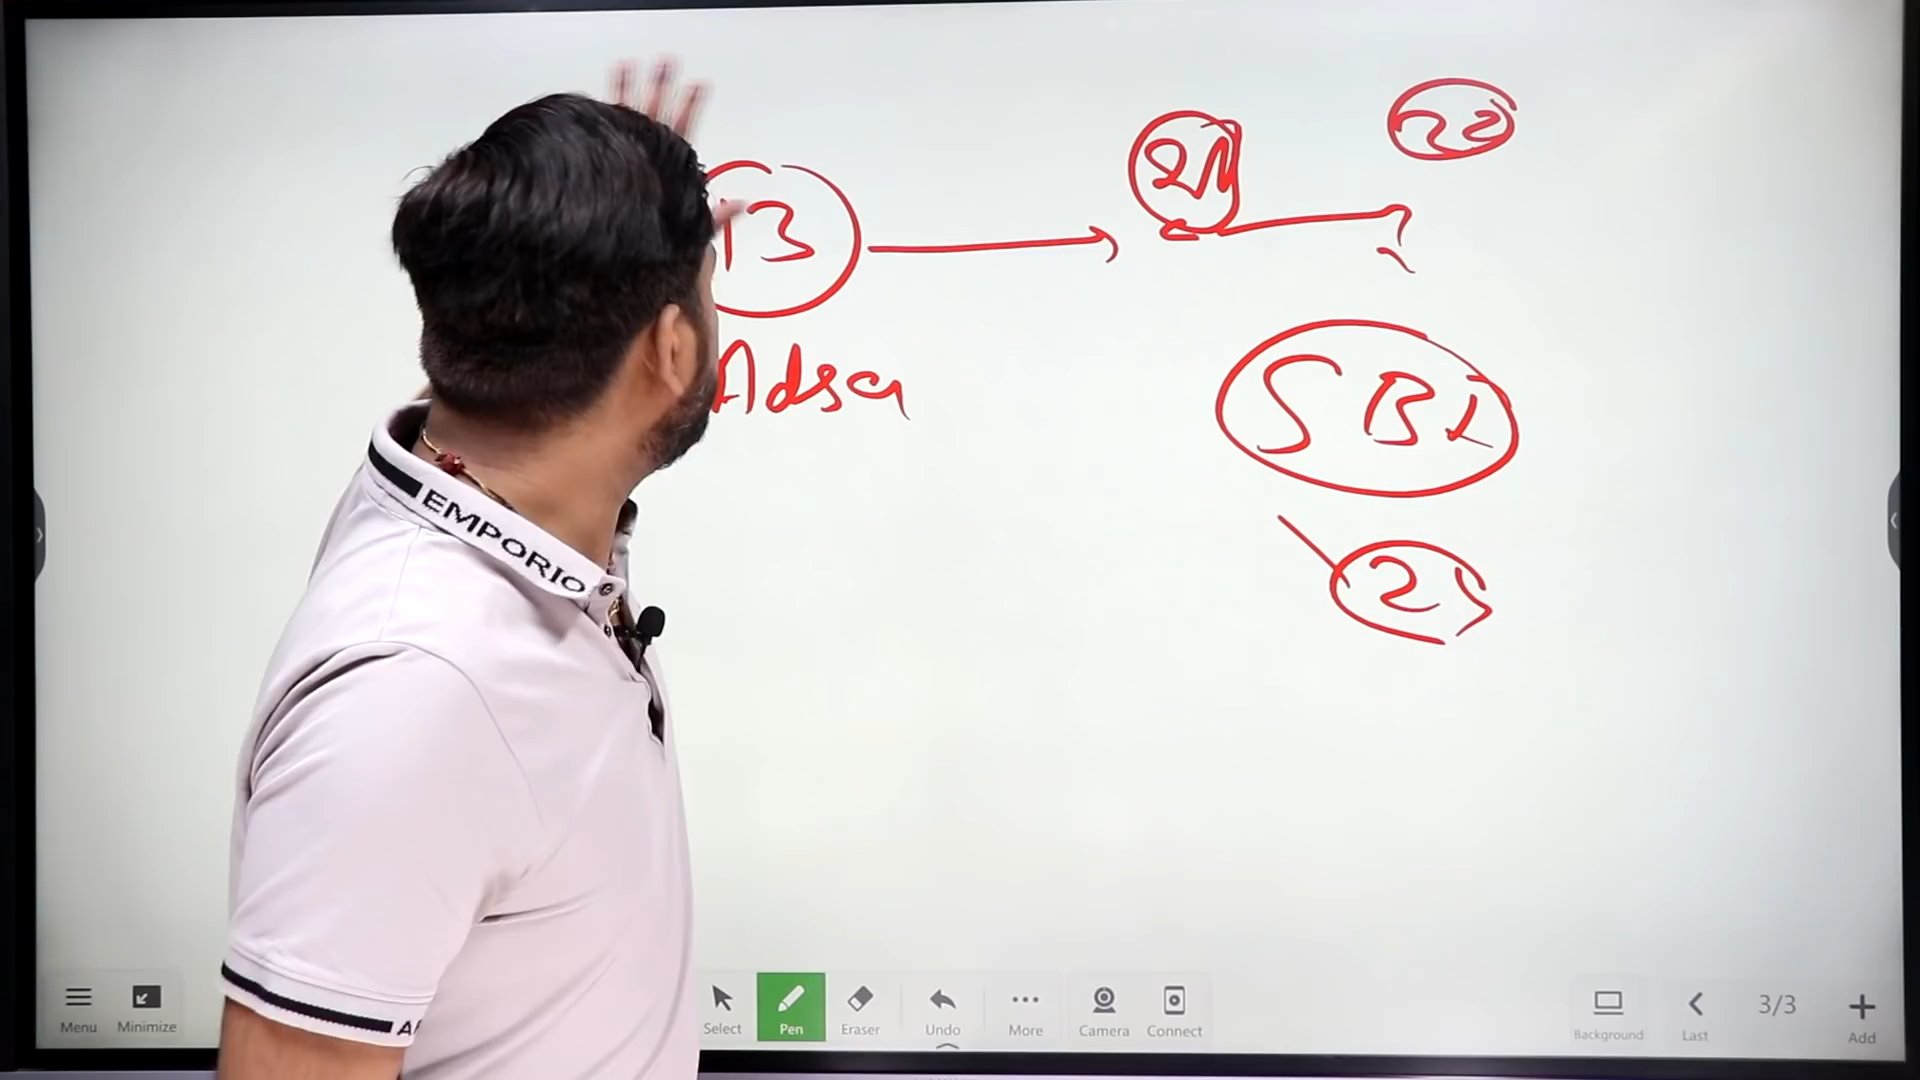 20
24
13
Adsa
SBI
25
EMPORIO
Menu
Minimize
Select
Pen
Eraser
Undo
More
Camera
Connect
Background
Last
3/3
Add